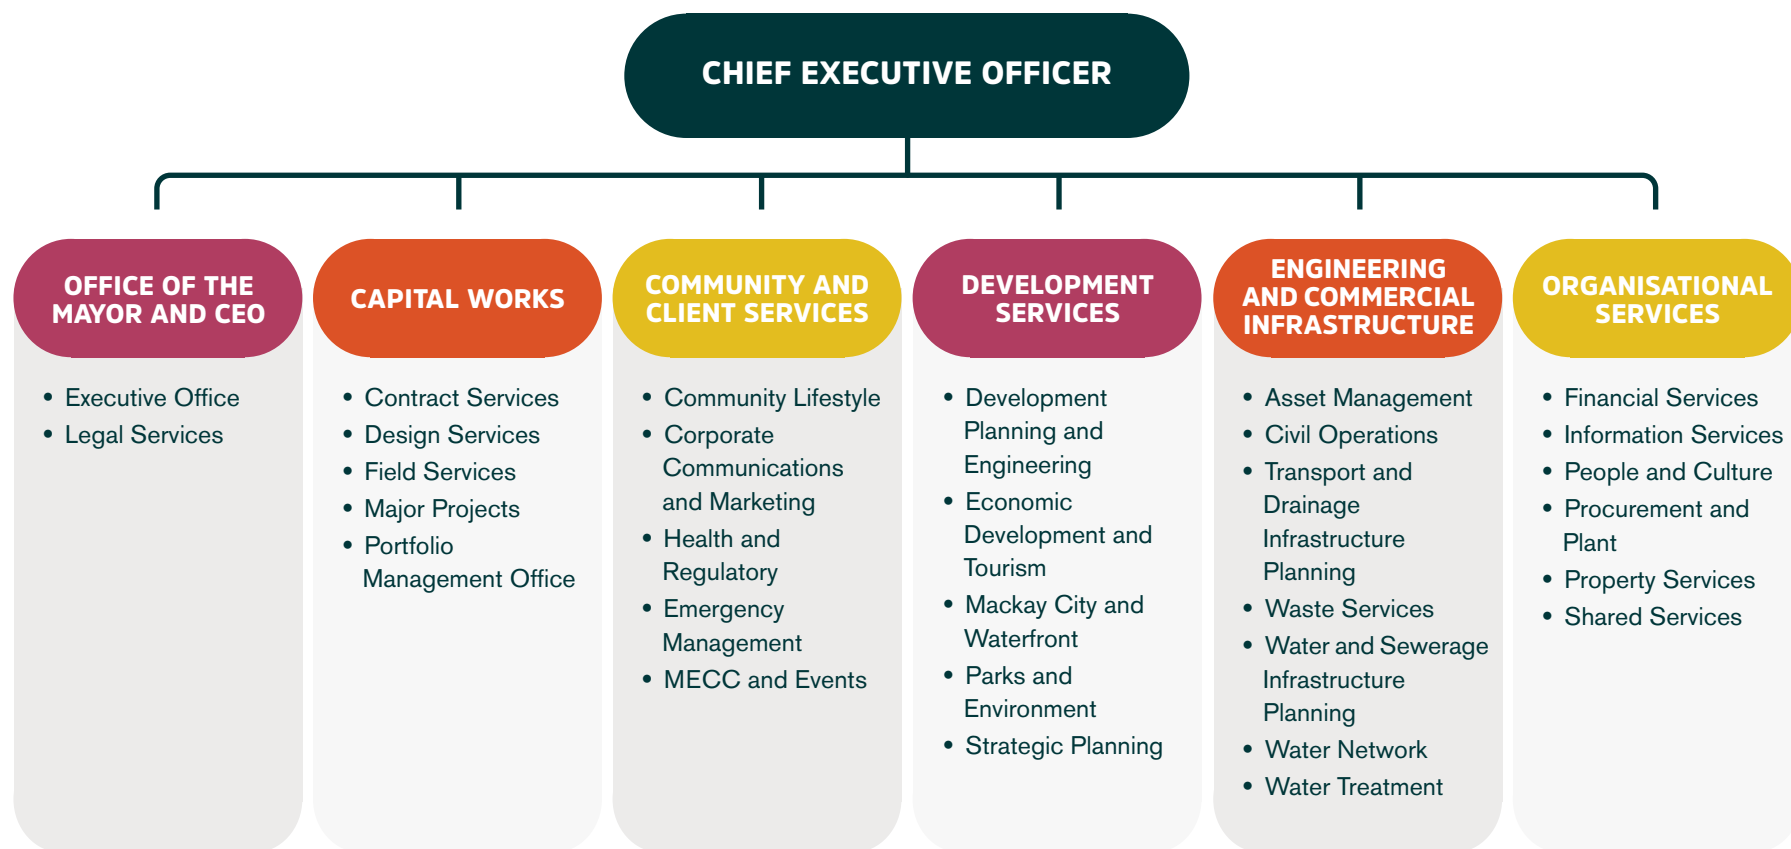 CHIEF EXECUTIVE OFFICER
OFFICE OF THE
MAYOR AND CEO
• Executive Office
• Legal Services
CAPITAL WORKS
• Contract Services
• Design Services
• Field Services
• Major Projects
• Portfolio
Management Office
COMMUNITY AND
CLIENT SERVICES
• Community Lifestyle
• Corporate
Communications
and Marketing
• Health and
Regulatory
• Emergency
Management
• MECC and Events
DEVELOPMENT
SERVICES
• Development
Planning and
Engineering
• Economic
Development and
Tourism
• Mackay City and
Waterfront
• Parks and
Environment
• Strategic Planning
ENGINEERING
AND COMMERCIAL
INFRASTRUCTURE
• Asset Management
• Civil Operations
• Transport and
Drainage
Infrastructure
Planning
• Waste Services
• Water and Sewerage
Infrastructure
Planning
• Water Network
• Water Treatment
ORGANISATIONAL
SERVICES
• Financial Services
• Information Services
• People and Culture
• Procurement and
Plant
• Property Services
• Shared Services